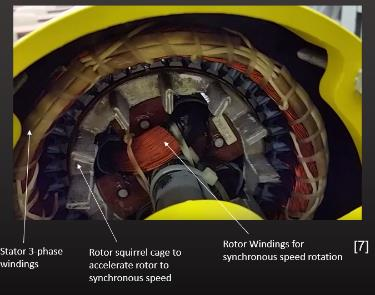 Stator 3-phase
windings
Rotor squirrel cage to
accelerate rotor to
synchronous speed
Rotor Windings for
synchronous speed rotation
[7]